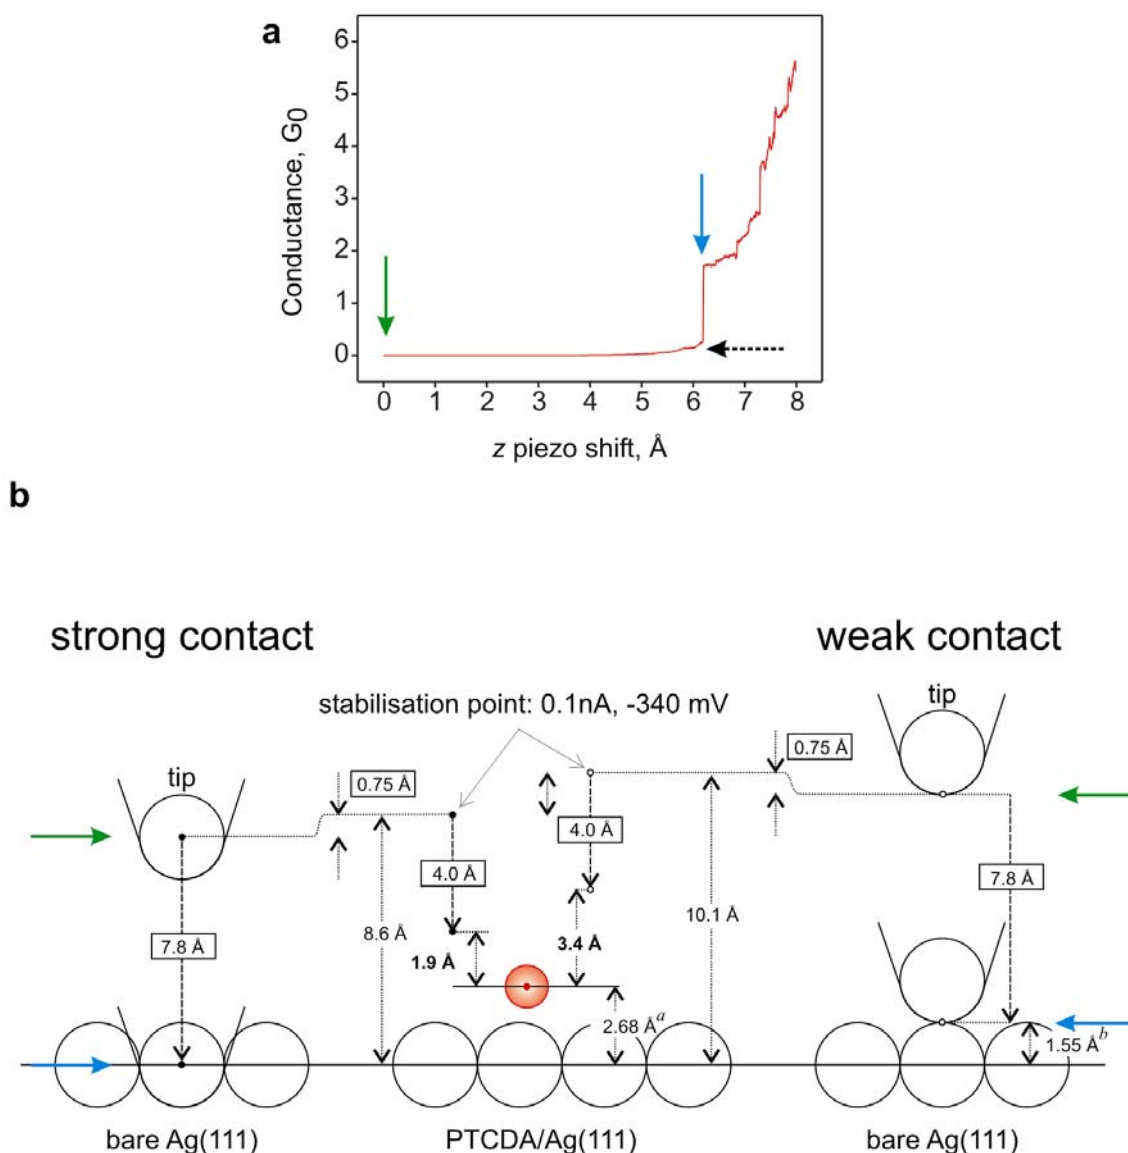 a
6
5
4
3
2
1
0
Conductance, G0
0 1 2 3 4 5 6 7 8
z piezo shift, Å
b
strong contact
weak contact
stabilisation point: 0.1nA, -340 mV
tip
tip
0.75 Å
0.75 Å
4.0 Å
4.0 Å
7.8 Å
7.8 Å
8.6 Å
10.1 Å
1.9 Å
3.4 Å
2.68 Åa
1.55 Åb
bare Ag(111)
PTCDA/Ag(111)
bare Ag(111)